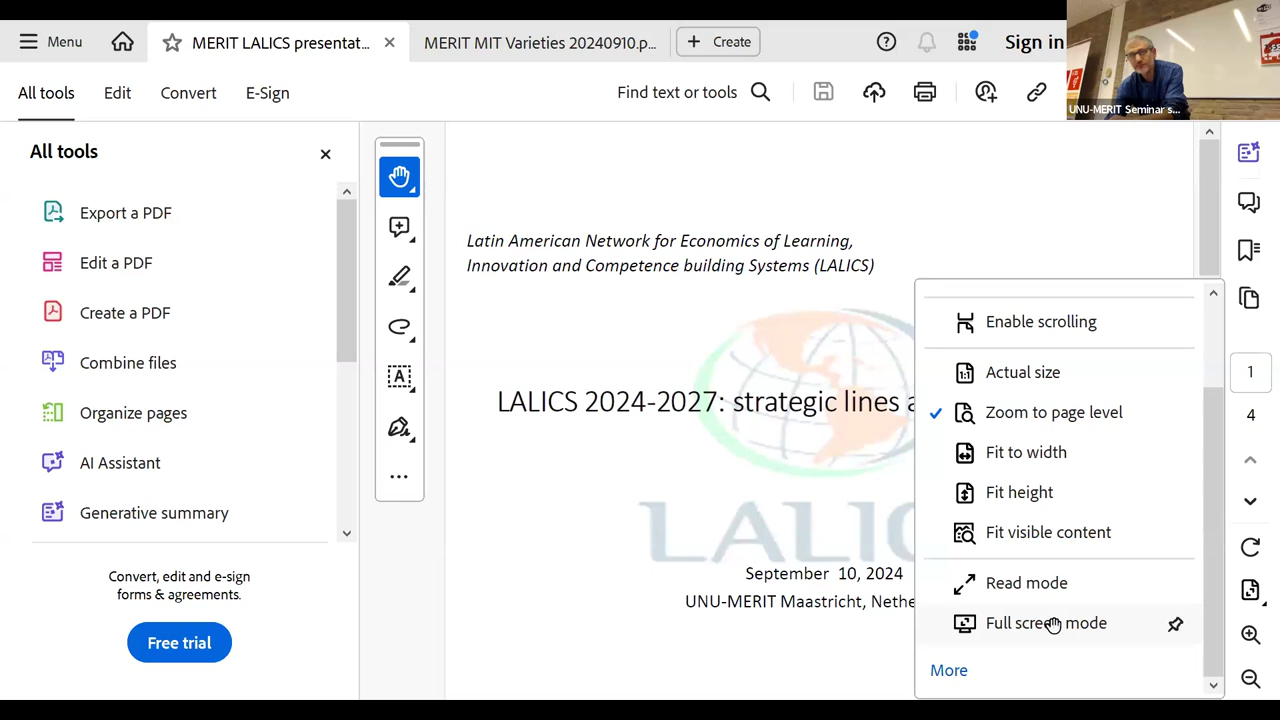 Menu
MERIT LALICS presentat...
MERIT MIT Varieties 20240910.p...
Create
Sign in
All tools
Edit
Convert
E-Sign
Find text or tools
UNU-MERIT Seminar s...
All tools
Export a PDF
Edit a PDF
Create a PDF
Combine files
Organize pages
AI Assistant
Generative summary
Convert, edit and e-sign
forms & agreements.
Free trial
Latin American Network for Economics of Learning,
Innovation and Competence building Systems (LALICS)
LALICS 2024-2027: strategic lines a
LALIC
September 10, 2024
UNU-MERIT Maastricht, Nethe
Enable scrolling
Actual size
Zoom to page level
Fit to width
Fit height
Fit visible content
Read mode
Full screen mode
More
1
4